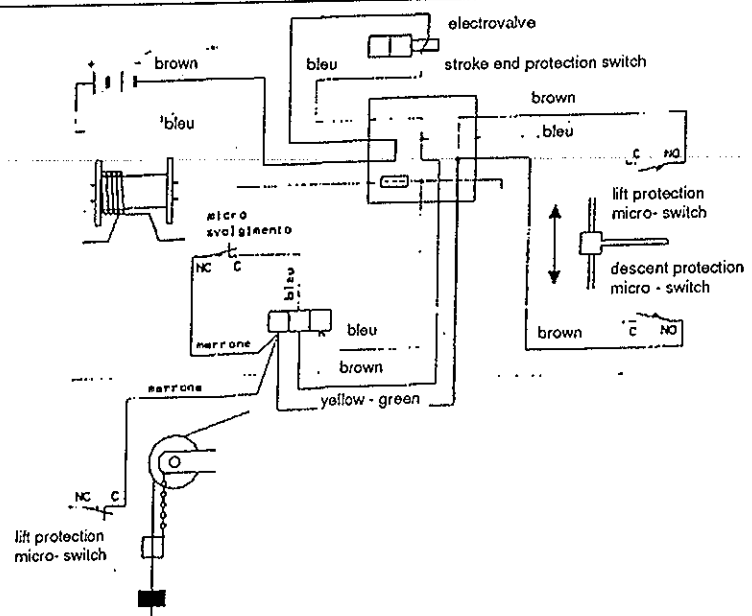 electrovalve
+
brown
bleu
stroke end protection switch
brown
'bleu
bleu
C NO
lift protection
micro- switch
micro
svolgimento
NC C
bleu
descent protection
micro - switch
C NO
bleu
brown
marrone
brown
marrone
yellow - green
NC C
lift protection
micro- switch